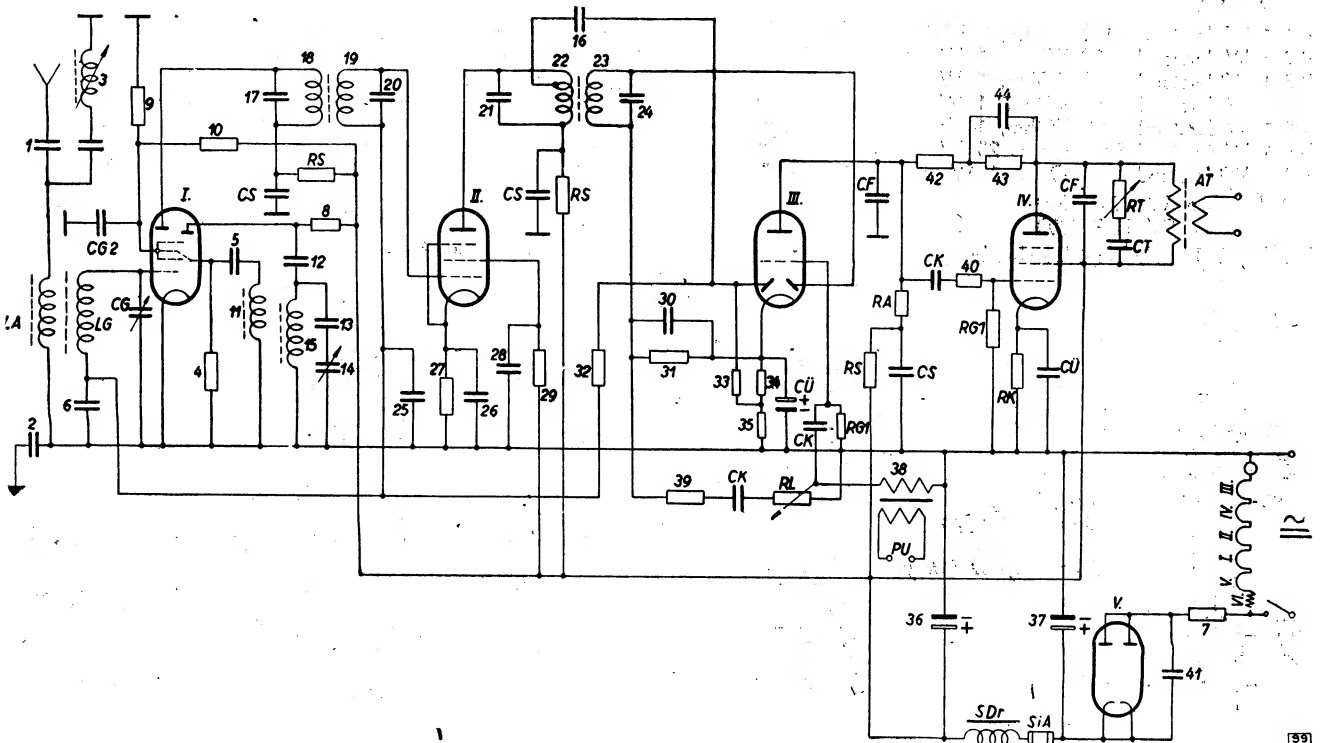 16
18
19
22
23
3
17
20
21
24
44
9
1
10
RS
42
43
CS
CS
RS
CF
CF
RT
AT
I.
II.
III.
IV.
8
CG2
5
12
CT
CK
40
CG
LG
11
13
15
14
30
RA
RG1
4
31
RS
CS
CÜ
RK
6
25
27
26
28
29
32
33
34
35
CÜ
+
−
CK
RG1
2
39
CK
RL
38
PU
III.
IV.
II.
I.
V.
VI.
≂
36
−
+
37
−
+
V.
7
41
SDr
SiA
99